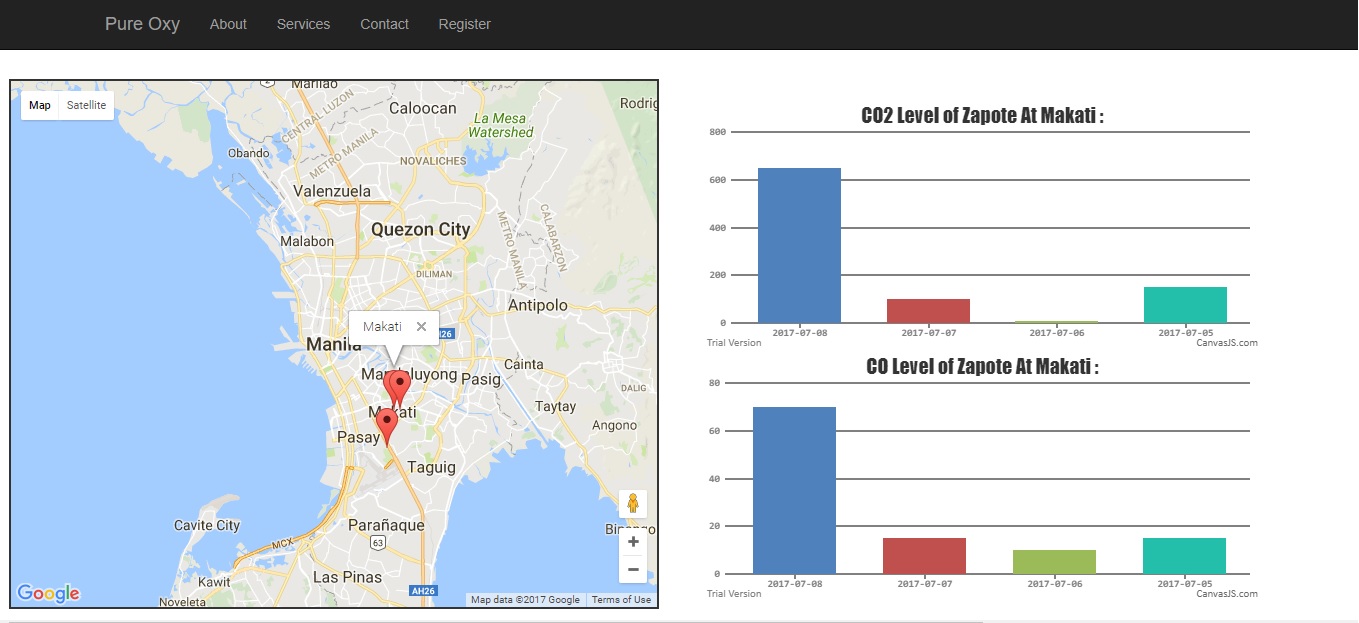 Pure Oxy About Services Contact Register
Map Satellite
Marilao
Caloocan
Rodrig
CENTRAL LUZON
METRO MANILA
La Mesa
Watershed
Obando
NOVALICHES
Valenzuela
Quezon City
METRO MANILA
CALABARZON
Malabon
DILIMAN
Antipolo
Makati ×
126
Manila
Mandaluyong
Pasig
Cainta
DALIG
Makati
Taytay
Angono
Pasay
Taguig
Cavite City
Parañaque
63
MCX
Kawit
Las Pinas
AH26
Noveleta
Google
Map data ©2017 Google Terms of Use
CO2 Level of Zapote At Makati :
800
600
400
200
0
2017-07-08 2017-07-07 2017-07-06 2017-07-05
Trial Version CanvasJS.com
CO Level of Zapote At Makati :
80
60
40
20
0
2017-07-08 2017-07-07 2017-07-06 2017-07-05
Trial Version CanvasJS.com